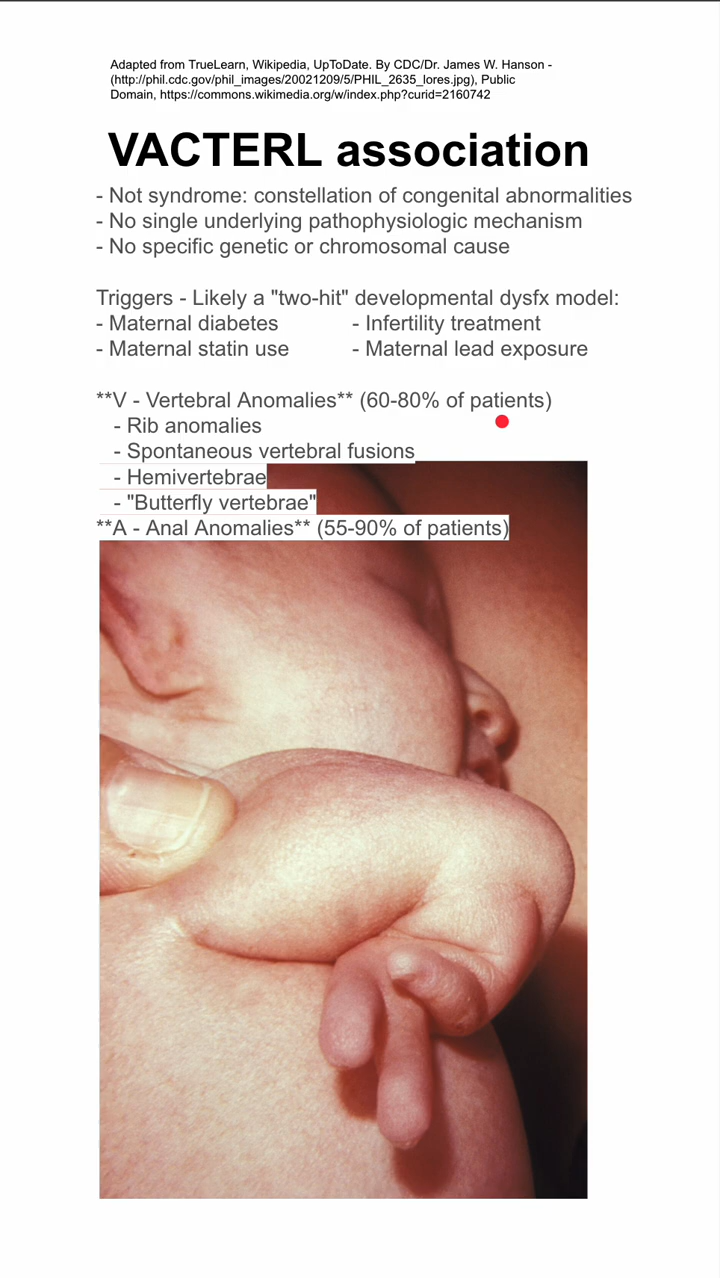 Adapted from TrueLearn, Wikipedia, UpToDate. By CDC/Dr. James W. Hanson -
(http://phil.cdc.gov/phil_images/20021209/5/PHIL_2635_lores.jpg), Public
Domain, https://commons.wikimedia.org/w/index.php?curid=2160742
VACTERL association
- Not syndrome: constellation of congenital abnormalities
- No single underlying pathophysiologic mechanism
- No specific genetic or chromosomal cause
Triggers - Likely a "two-hit" developmental dysfx model:
- Maternal diabetes - Infertility treatment
- Maternal statin use - Maternal lead exposure
**V - Vertebral Anomalies** (60-80% of patients)
- Rib anomalies
- Spontaneous vertebral fusions
- Hemivertebrae
- "Butterfly vertebrae"
**A - Anal Anomalies** (55-90% of patients)